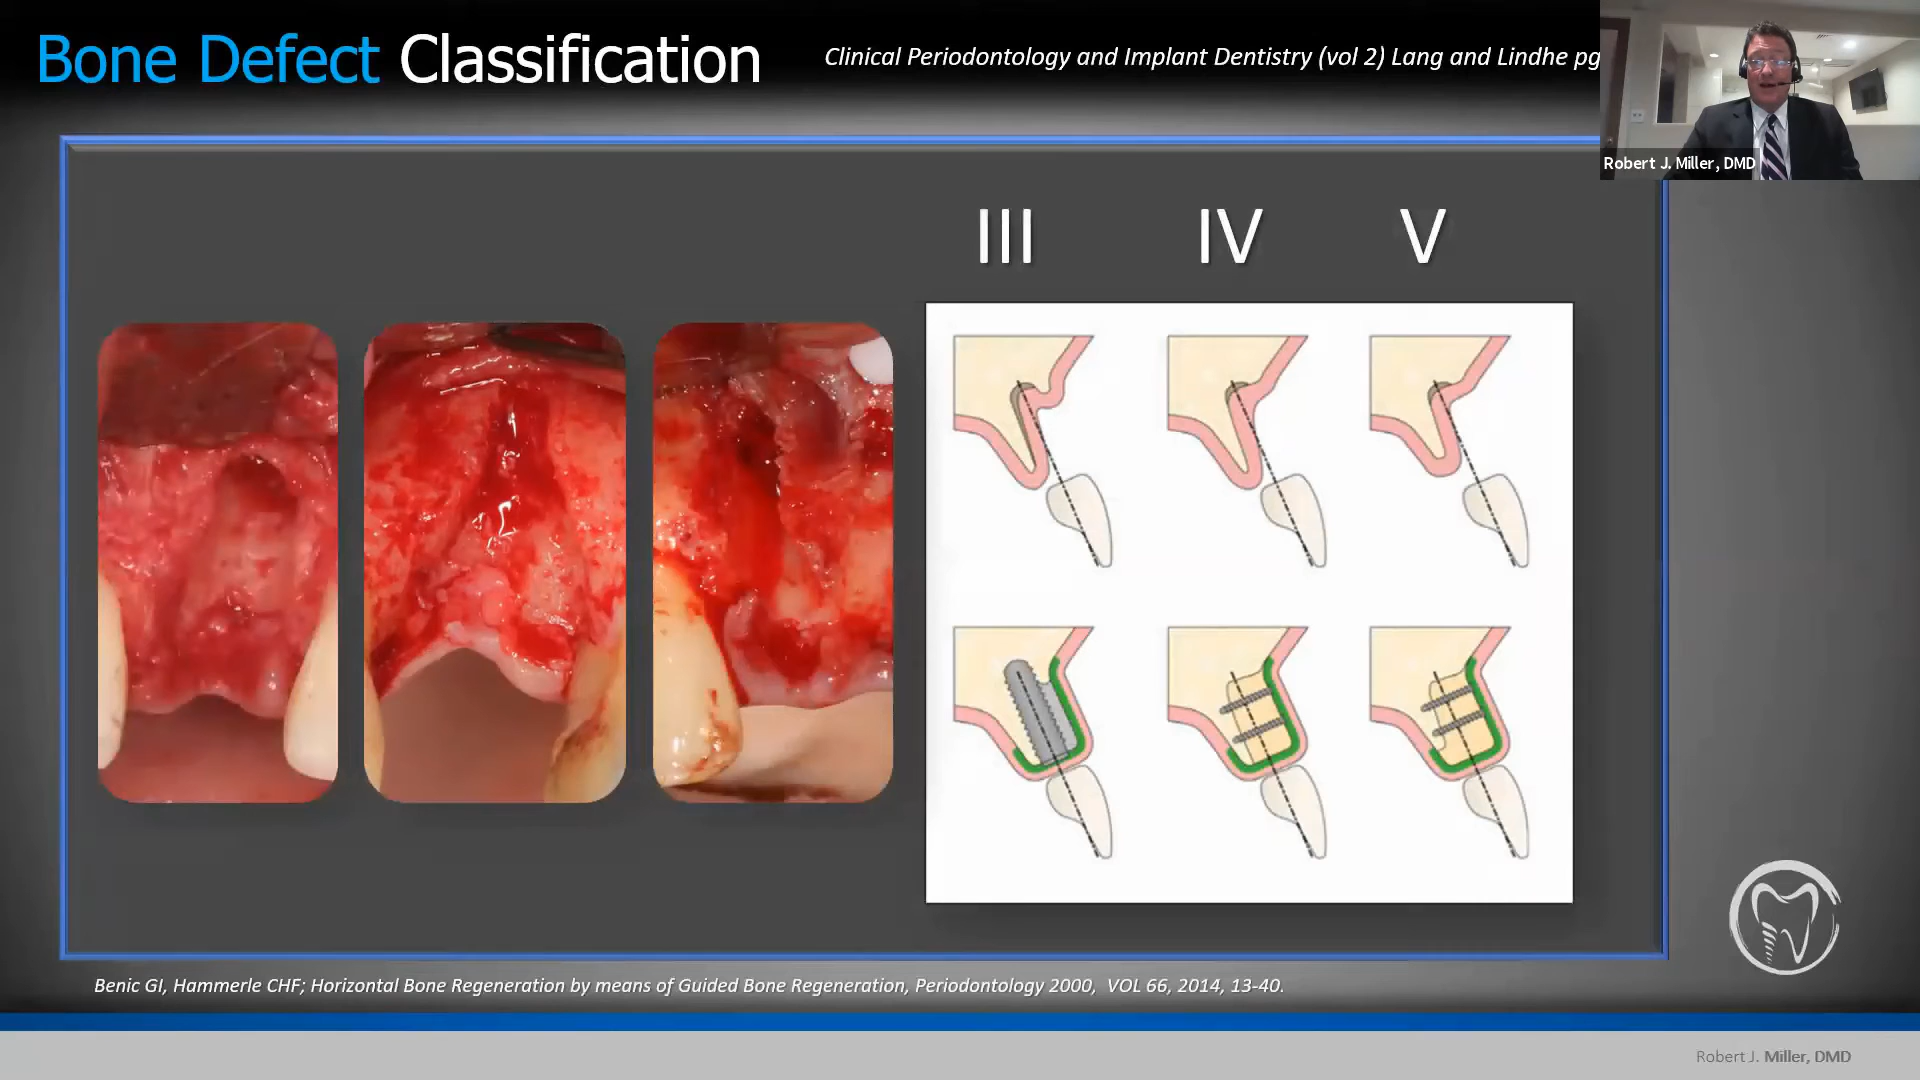 Bone Defect Classification
Clinical Periodontology and Implant Dentistry (vol 2) Lang and Lindhe pg
Robert J. Miller, DMD
III IV V
Benic GI, Hammerle CHF; Horizontal Bone Regeneration by means of Guided Bone Regeneration, Periodontology 2000, VOL 66, 2014, 13-40.
Robert J. Miller, DMD